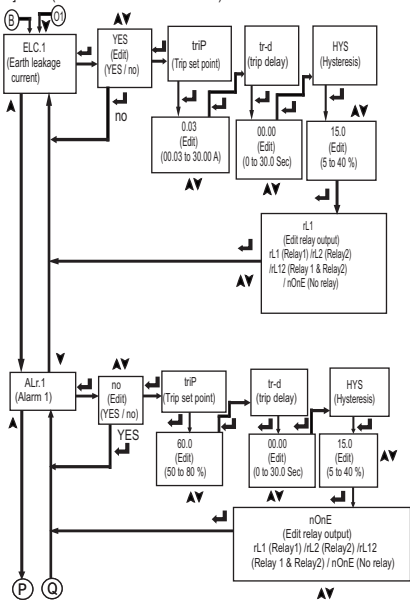 B
O1
ELC.1
(Earth leakage
current)
YES
(Edit)
(YES / no)
no
triP
(Trip set point)
0.03
(Edit)
(00.03 to 30.00 A)
tr-d
(trip delay)
00.00
(Edit)
(0 to 30.0 Sec)
HYS
(Hysteresis)
15.0
(Edit)
(5 to 40 %)
rL1
(Edit relay output)
rL1 (Relay1) /rL2 (Relay2)
/rL12 (Relay 1 & Relay2)
/ nOnE (No relay)
ALr.1
(Alarm 1)
no
(Edit)
(YES / no)
YES
triP
(Trip set point)
60.0
(Edit)
(50 to 80 %)
tr-d
(trip delay)
00.00
(Edit)
(0 to 30.0 Sec)
HYS
(Hysteresis)
15.0
(Edit)
(5 to 40 %)
nOnE
(Edit relay output)
rL1 (Relay1) /rL2 (Relay2) /rL12
(Relay 1 & Relay2) / nOnE (No relay)
P
Q